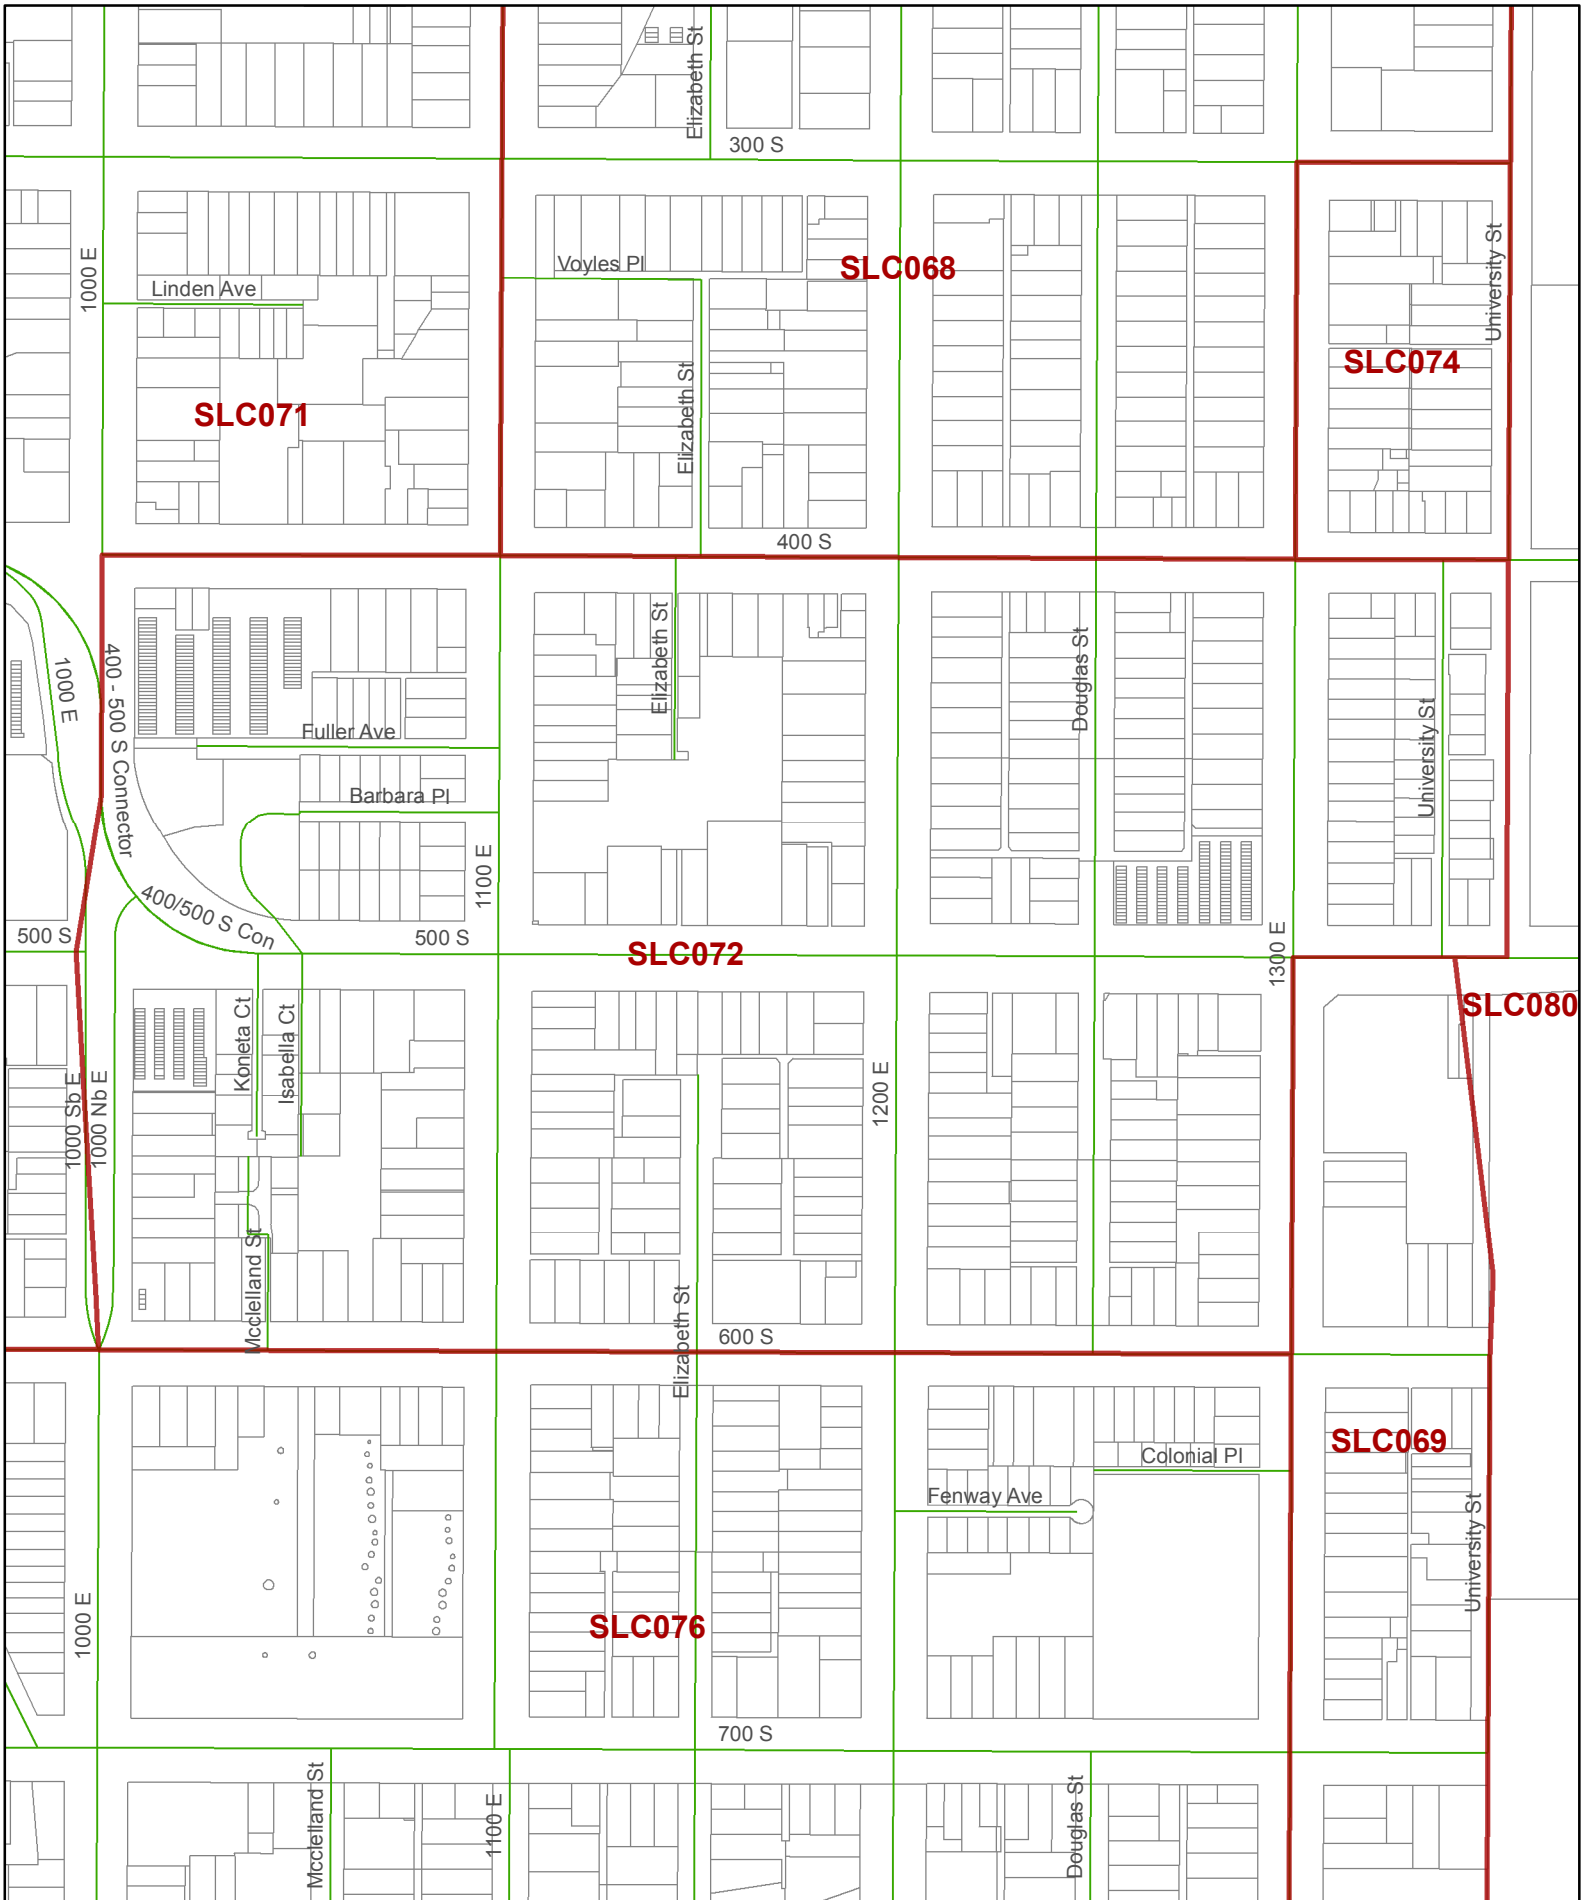 Elizabeth St
300 S
1000 E
Linden Ave
Voyles Pl
SLC068
University St
SLC074
SLC071
Elizabeth St
400 S
1000 E
400 - 500 S Connector
Elizabeth St
Douglas St
University St
Fuller Ave
Barbara Pl
1100 E
400/500 S Con
500 S
500 S
SLC072
1300 E
SLC080
Koneta Ct
Isabella Ct
1000 Sb E
1000 Nb E
1200 E
Mcclelland St
Elizabeth St
600 S
SLC069
Colonial Pl
Fenway Ave
University St
1000 E
SLC076
700 S
Mcclelland St
1100 E
Douglas St